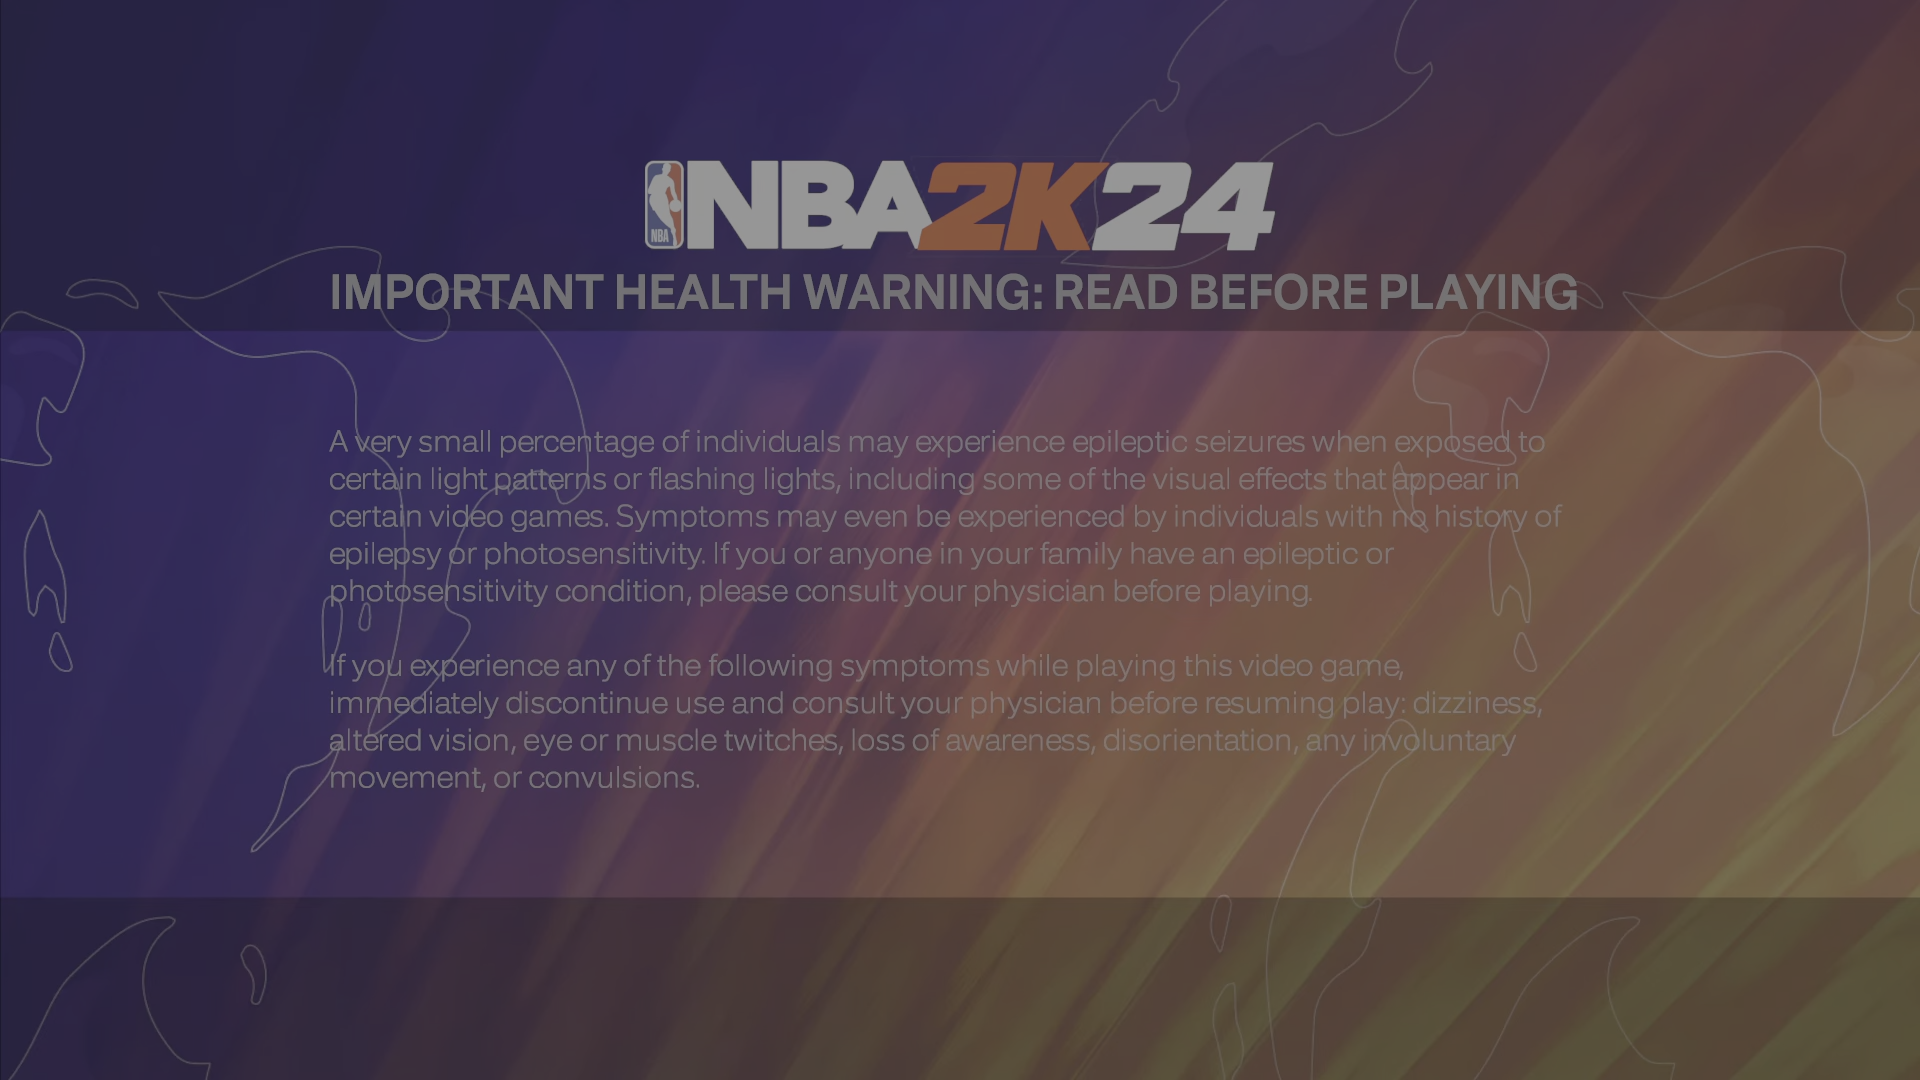 NBA NBA2K24
IMPORTANT HEALTH WARNING: READ BEFORE PLAYING
A very small percentage of individuals may experience epileptic seizures when exposed to
certain light patterns or flashing lights, including some of the visual effects that appear in
certain video games. Symptoms may even be experienced by individuals with no history of
epilepsy or photosensitivity. If you or anyone in your family have an epileptic or
photosensitivity condition, please consult your physician before playing.
If you experience any of the following symptoms while playing this video game,
immediately discontinue use and consult your physician before resuming play: dizziness,
altered vision, eye or muscle twitches, loss of awareness, disorientation, any involuntary
movement, or convulsions.